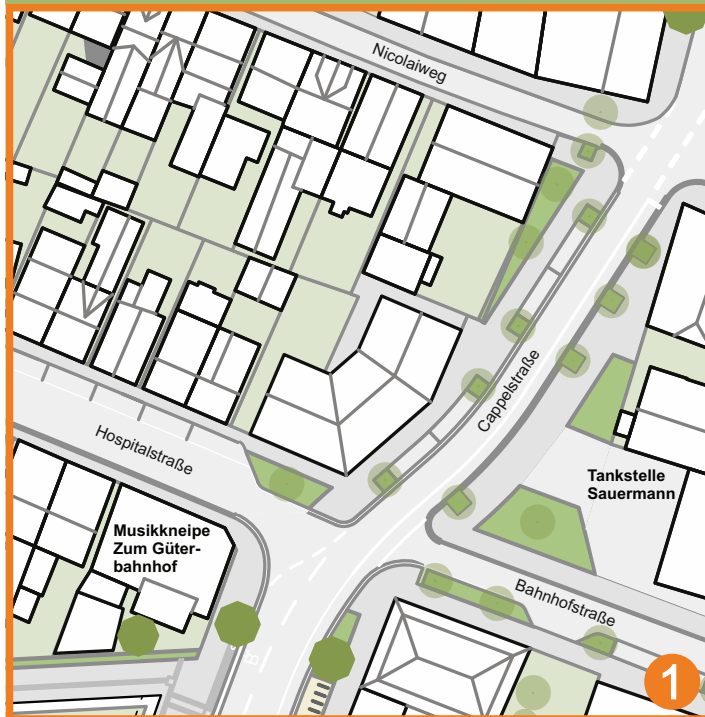 Nicolaiweg
Cappelstraße
Hospitalstraße
Tankstelle
Sauermann
Musikkneipe
Zum Güter-
bahnhof
Bahnhofstraße
1